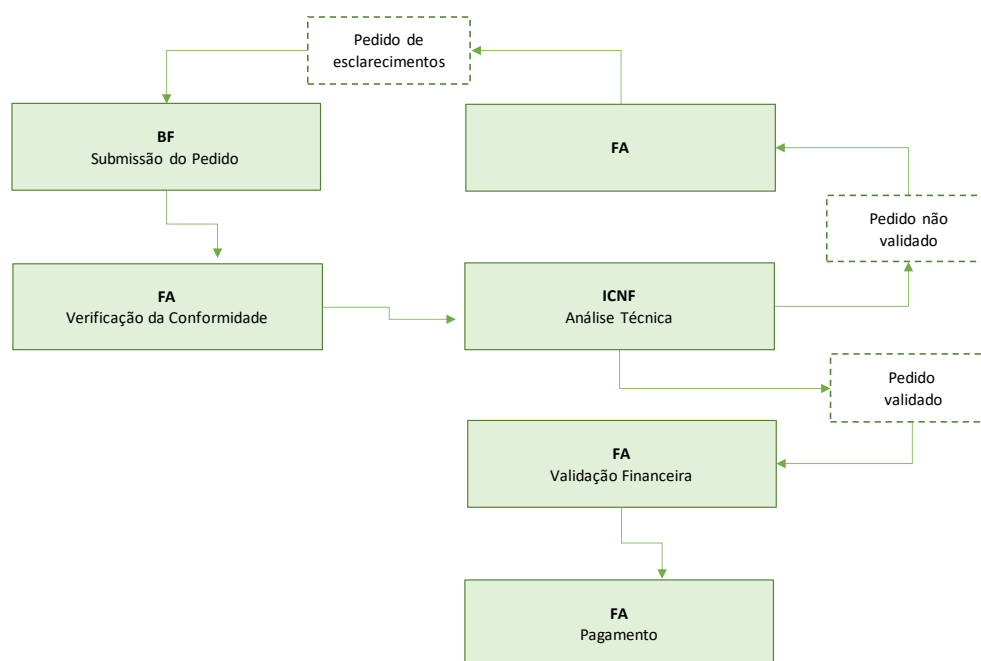 Pedido de
esclarecimentos
BF
Submissão do Pedido
FA
Pedido não
validado
FA
Verificação da Conformidade
ICNF
Análise Técnica
Pedido
validado
FA
Validação Financeira
FA
Pagamento